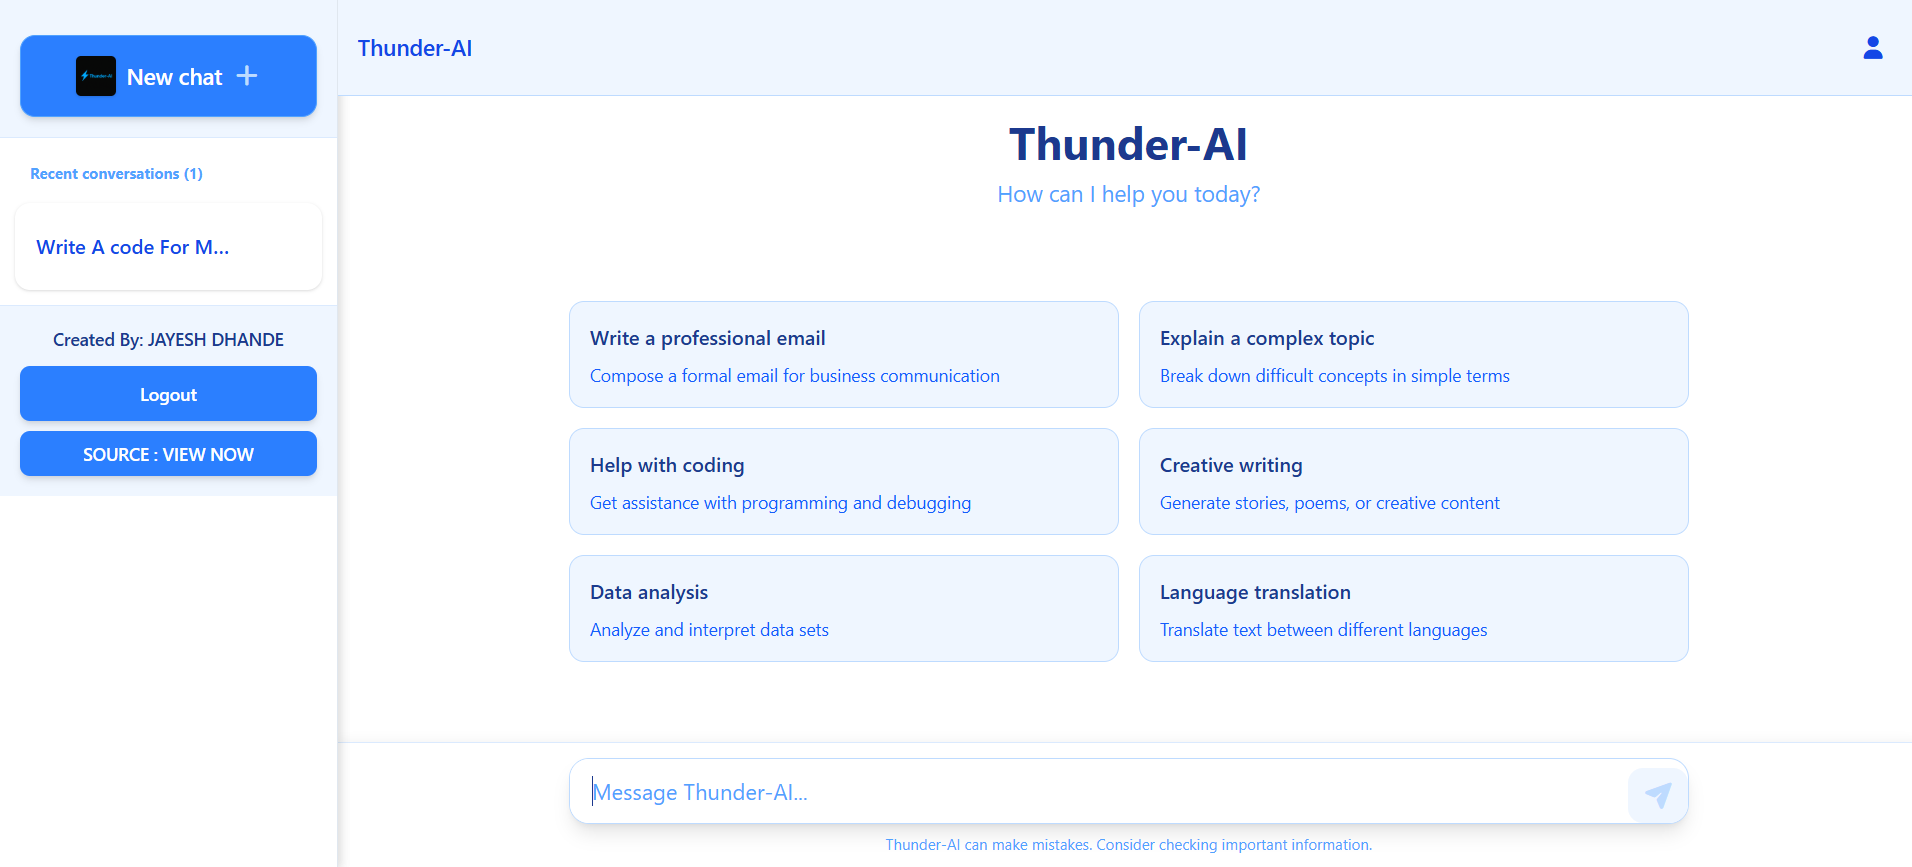 Thunder-AI
New chat
Recent conversations (1)
Write A code For M...
Created By: JAYESH DHANDE
Logout
SOURCE : VIEW NOW
Thunder-AI
Thunder-AI
How can I help you today?
Write a professional email
Compose a formal email for business communication
Explain a complex topic
Break down difficult concepts in simple terms
Help with coding
Get assistance with programming and debugging
Creative writing
Generate stories, poems, or creative content
Data analysis
Analyze and interpret data sets
Language translation
Translate text between different languages
Message Thunder-AI...
Thunder-AI can make mistakes. Consider checking important information.